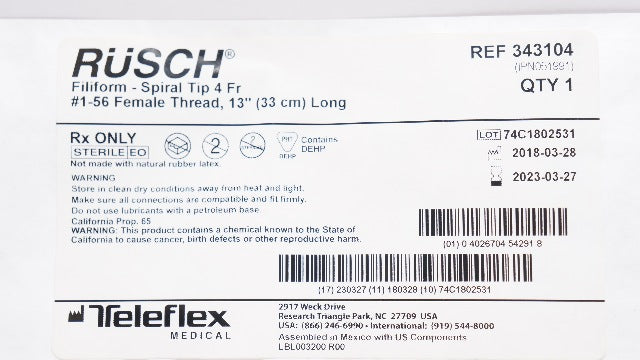 RÜSCH®
Filiform - Spiral Tip 4 Fr
#1-56 Female Thread, 13" (33 cm) Long
REF 343104
(IPN051991)
QTY 1
Rx ONLY
STERILE EO
2
PHT
DEHP
Contains
DEHP
Not made with natural rubber latex.
LOT 74C1802531
2018-03-28
2023-03-27
WARNING
Store in clean dry conditions away from heat and light.
Make sure all connections are compatible and fit firmly.
Do not use lubricants with a petroleum base.
California Prop. 65
WARNING: This product contains a chemical known to the State of
California to cause cancer, birth defects or other reproductive harm.
(01) 0 4026704 54291 8
(17) 230327 (11) 180328 (10) 74C1802531
Teleflex
MEDICAL
2917 Weck Drive
Research Triangle Park, NC 27709 USA
USA: (866) 246-6990 • International: (919) 544-8000
Assembled in Mexico with US Components
LBL003200 R00